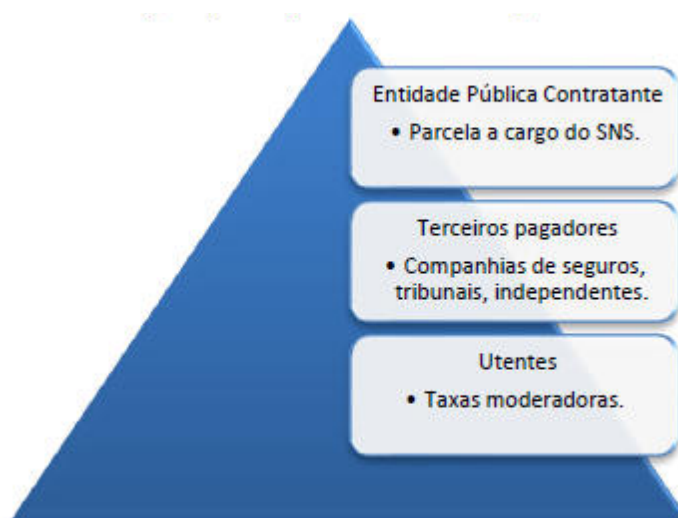 Entidade Pública Contratante
• Parcela a cargo do SNS.
Terceiros pagadores
• Companhias de seguros,
tribunais, independentes.
Utentes
• Taxas moderadoras.